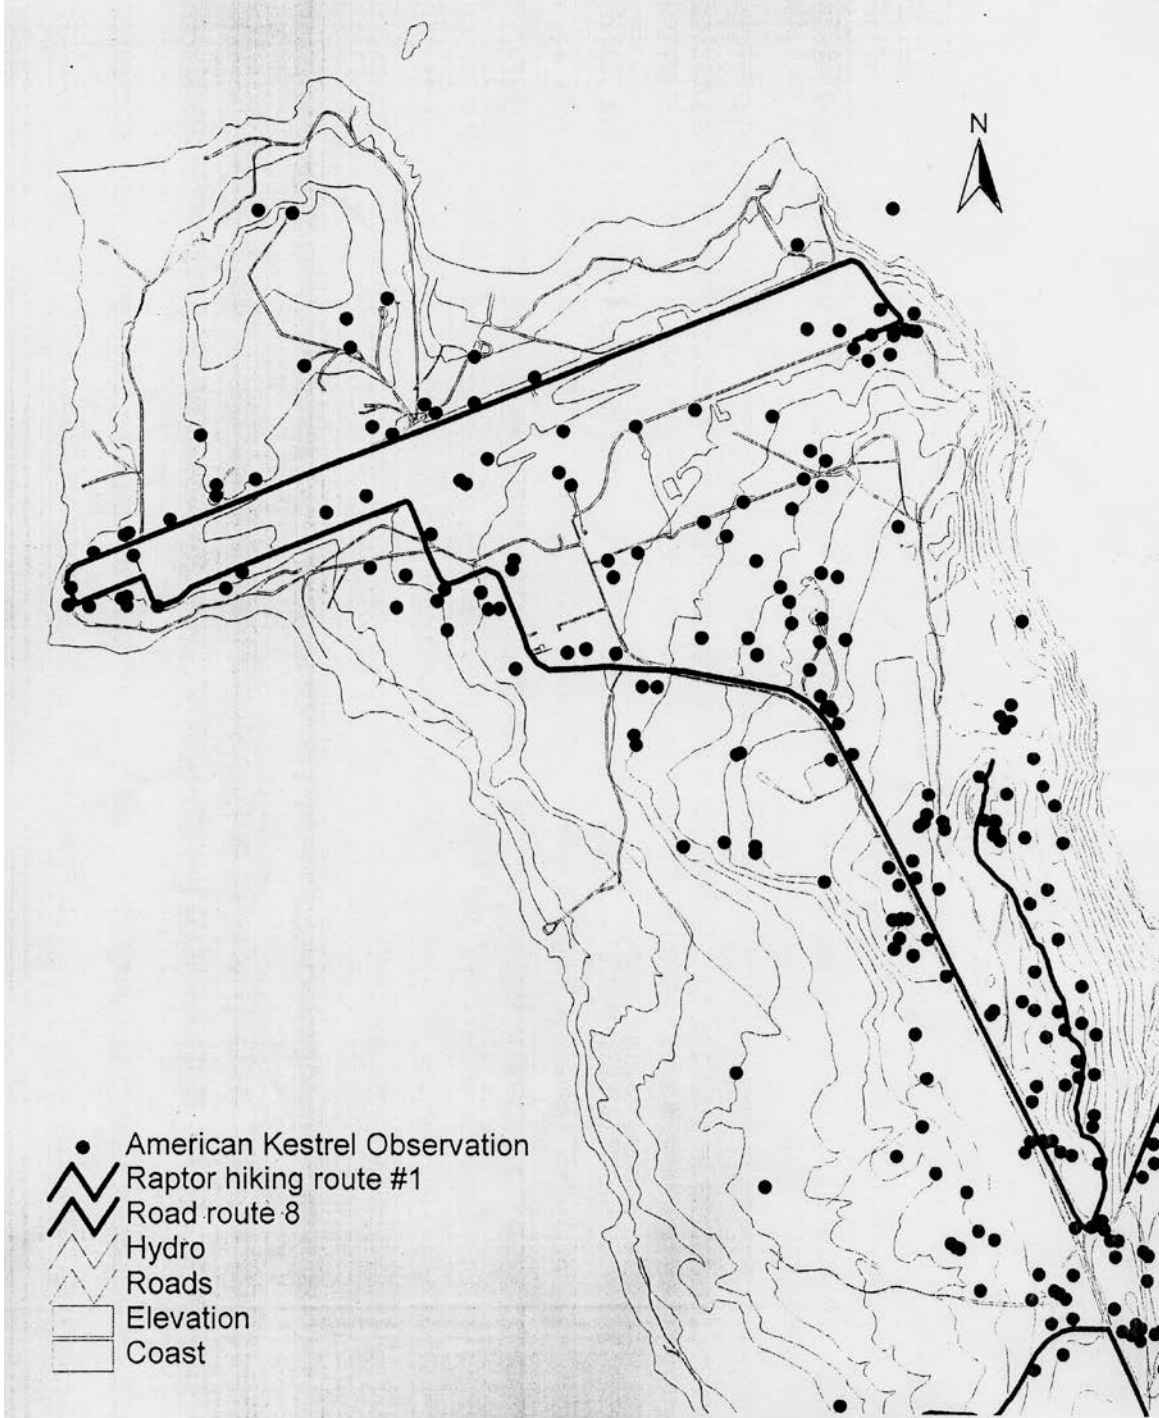 N
American Kestrel Observation
Raptor hiking route #1
Road route 8
Hydro
Roads
Elevation
Coast